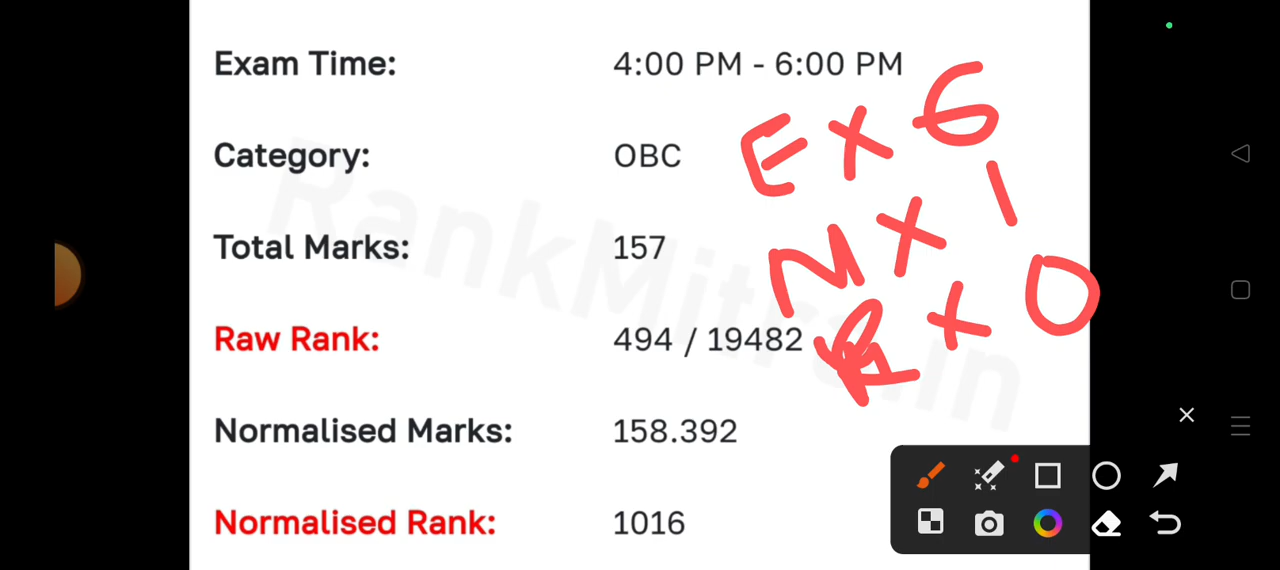 Exam Time: 4:00 PM - 6:00 PM
E x 6
Category: OBC
M x 1
Total Marks: 157
R x 0
Raw Rank: 494 / 19482
Normalised Marks: 158.392
Normalised Rank: 1016
RankMitra.in